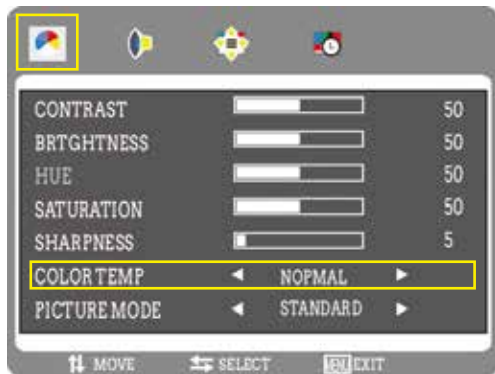 CONTRAST 50
BRTGHTNESS 50
HUE 50
SATURATION 50
SHARPNESS 5
COLOR TEMP NOPMAL
PICTURE MODE STANDARD
MOVE SELECT MENU EXIT